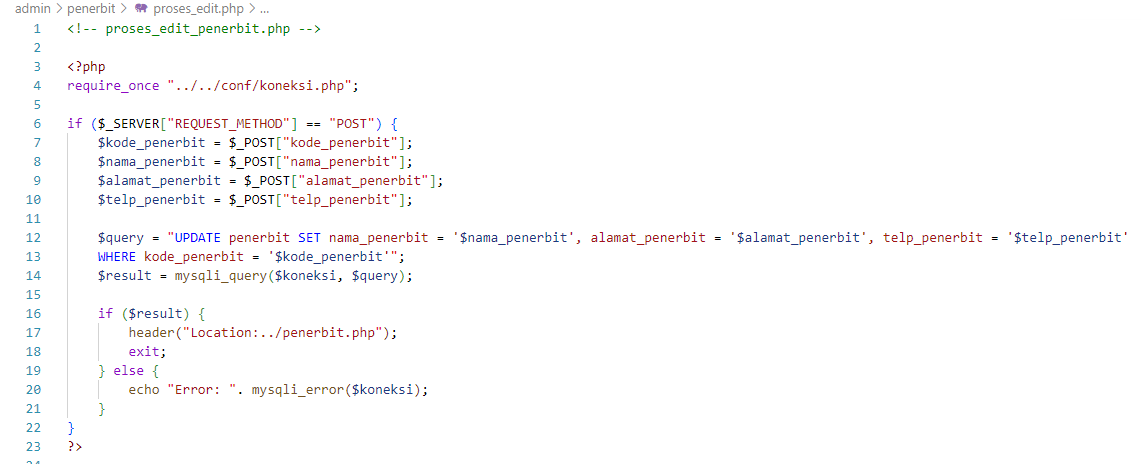 admin > penerbit > proses_edit.php > ...
1 <!-- proses_edit_penerbit.php -->
2
3 <?php
4 require_once "../../conf/koneksi.php";
5
6 if ($_SERVER["REQUEST_METHOD"] == "POST") {
7     $kode_penerbit = $_POST["kode_penerbit"];
8     $nama_penerbit = $_POST["nama_penerbit"];
9     $alamat_penerbit = $_POST["alamat_penerbit"];
10     $telp_penerbit = $_POST["telp_penerbit"];
11
12     $query = "UPDATE penerbit SET nama_penerbit = '$nama_penerbit', alamat_penerbit = '$alamat_penerbit', telp_penerbit = '$telp_penerbit'
13     WHERE kode_penerbit = '$kode_penerbit'";
14     $result = mysqli_query($koneksi, $query);
15
16     if ($result) {
17         header("Location:../penerbit.php");
18         exit;
19     } else {
20         echo "Error: ". mysqli_error($koneksi);
21     }
22 }
23 ?>